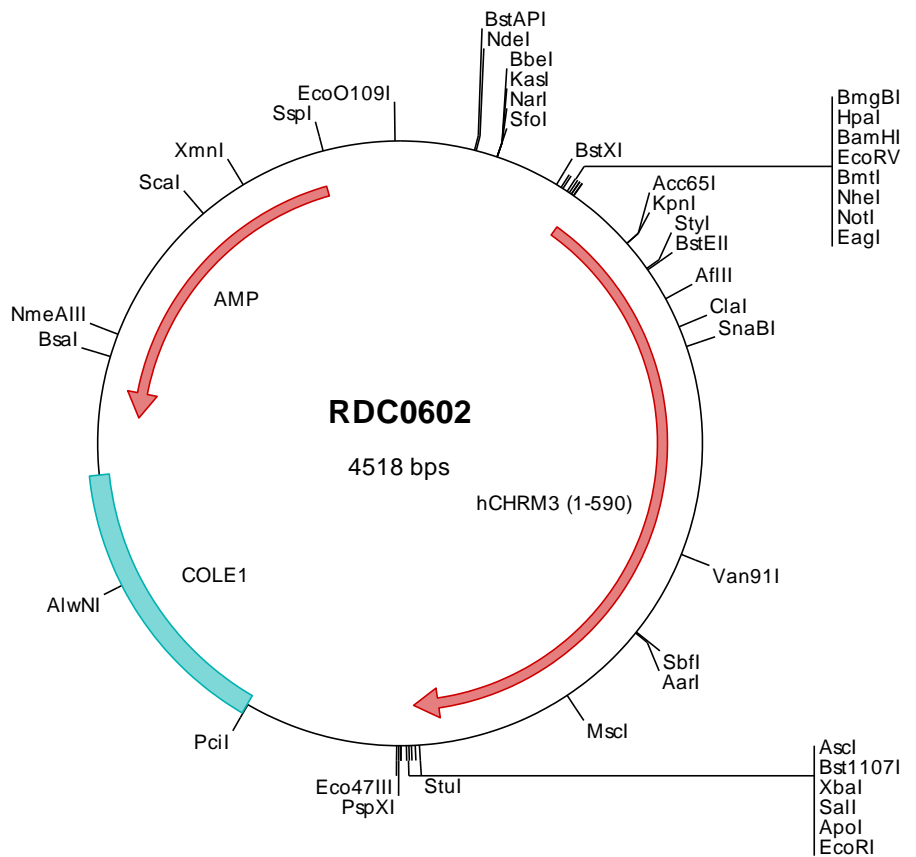 BstAPI
NdeI
BbeI
KasI
NarI
SfoI
EcoO109I
SspI
XmnI
ScaI
BstXI
BmgBI
HpaI
BamHI
EcoRV
BmtI
NheI
NotI
EagI
Acc65I
KpnI
StyI
BstEII
AflII
ClaI
SnaBI
AMP
NmeAIII
BsaI
RDC0602
4518 bps
hCHRM3 (1-590)
Van91I
COLE1
AlwNI
SbfI
AarI
MscI
PciI
Eco47III
PspXI
StuI
AscI
Bst1107I
XbaI
SalI
ApoI
EcoRI